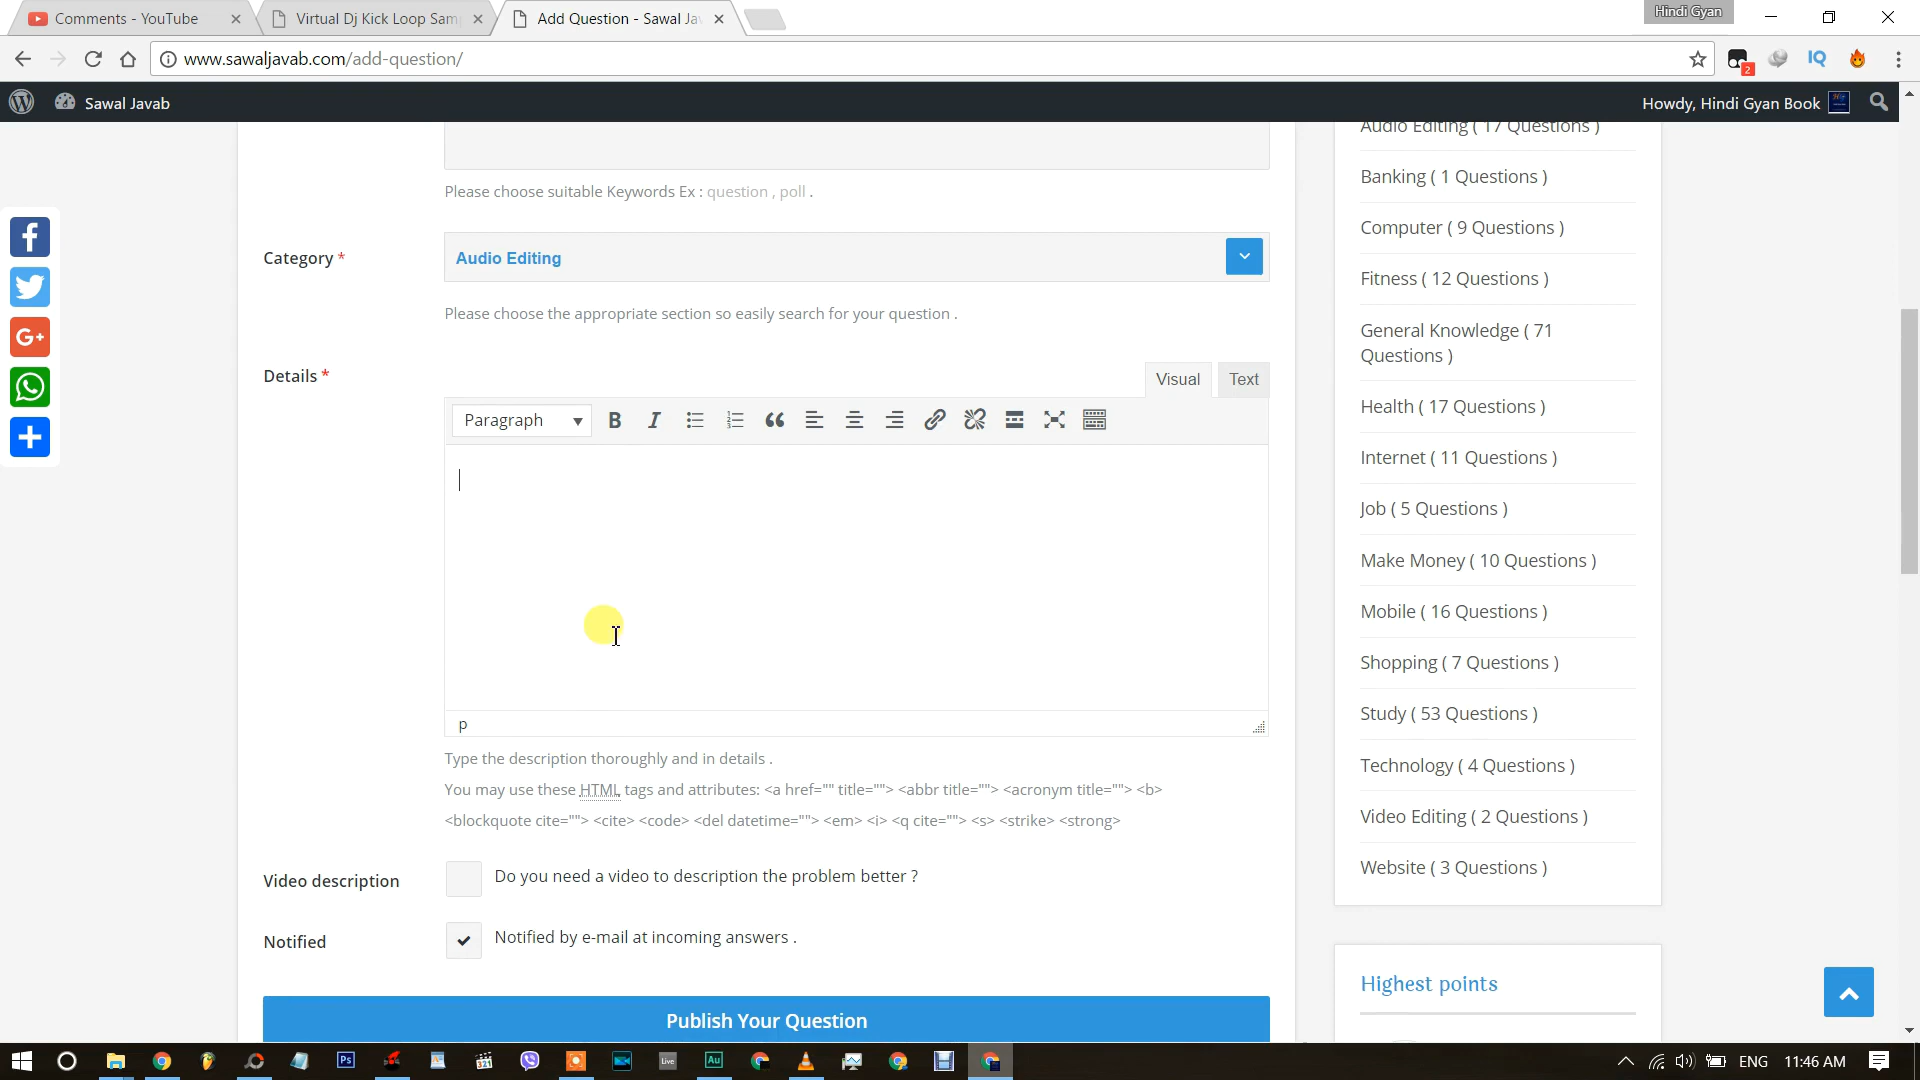 Comments - YouTube
Virtual Dj Kick Loop Sam
Add Question - Sawal Ja
Hindi Gyan
www.sawaljavab.com/add-question/
2
IQ
Sawal Javab
Howdy, Hindi Gyan Book
Please choose suitable Keywords Ex : question , poll .
Category *
Audio Editing
Please choose the appropriate section so easily search for your question .
Details *
Visual
Text
Paragraph
B
I
p
Type the description thoroughly and in details .
You may use these HTML tags and attributes: <a href="" title=""> <abbr title=""> <acronym title=""> <b>
<blockquote cite=""> <cite> <code> <del datetime=""> <em> <i> <q cite=""> <s> <strike> <strong>
Video description
Do you need a video to description the problem better ?
Notified
Notified by e-mail at incoming answers .
Publish Your Question
Audio Editing ( 17 Questions )
Banking ( 1 Questions )
Computer ( 9 Questions )
Fitness ( 12 Questions )
General Knowledge ( 71
Questions )
Health ( 17 Questions )
Internet ( 11 Questions )
Job ( 5 Questions )
Make Money ( 10 Questions )
Mobile ( 16 Questions )
Shopping ( 7 Questions )
Study ( 53 Questions )
Technology ( 4 Questions )
Video Editing ( 2 Questions )
Website ( 3 Questions )
Highest points
Ps
321
Live
Au
ENG
11:46 AM